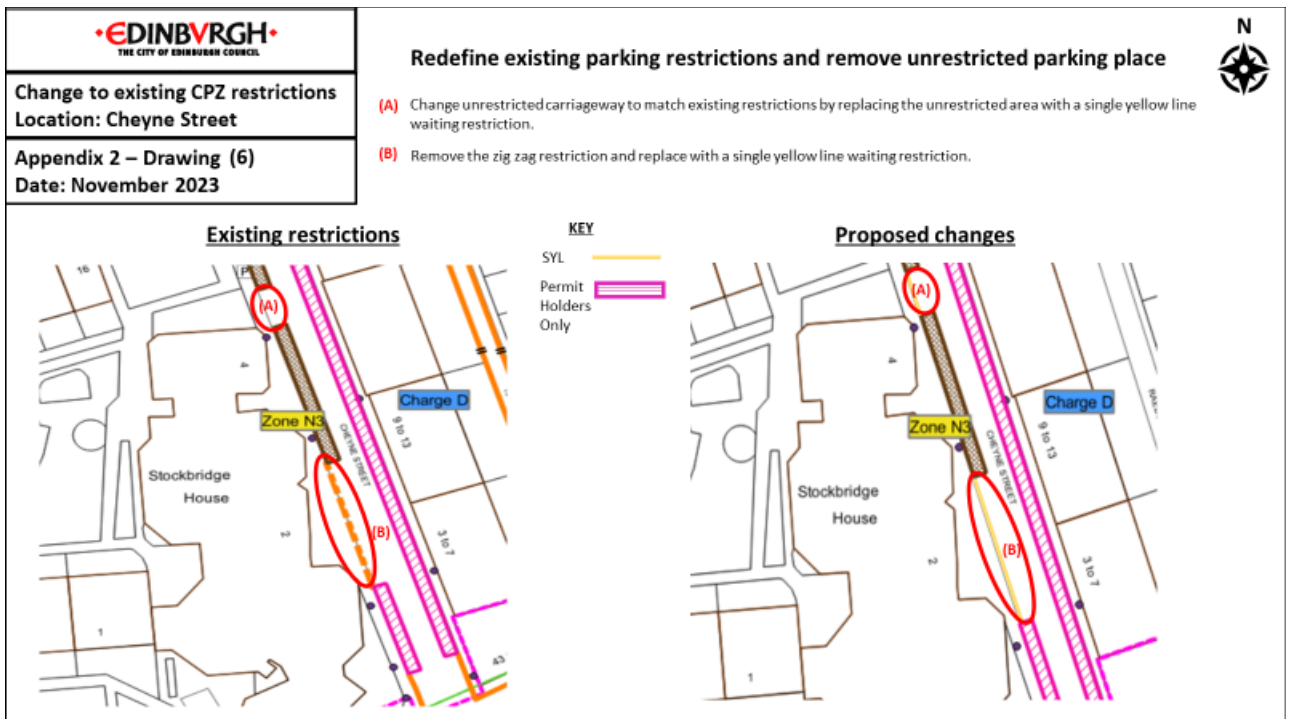 EDINBVRGH
THE CITY OF EDINBURGH COUNCIL
Change to existing CPZ restrictions
Location: Cheyne Street
Appendix 2 – Drawing (6)
Date: November 2023
Redefine existing parking restrictions and remove unrestricted parking place
N
(A) Change unrestricted carriageway to match existing restrictions by replacing the unrestricted area with a single yellow line
waiting restriction.
(B) Remove the zig zag restriction and replace with a single yellow line waiting restriction.
Existing restrictions
KEY
SYL
Permit
Holders
Only
Proposed changes
16
P
(A)
4
Charge D
Zone N3
9 to 13
CHEYNE STREET
Stockbridge
House
(B)
2
3 to 7
1
43
(A)
4
Charge D
Zone N3
9 to 13
CHEYNE STREET
Stockbridge
House
(B)
2
3 to 7
1